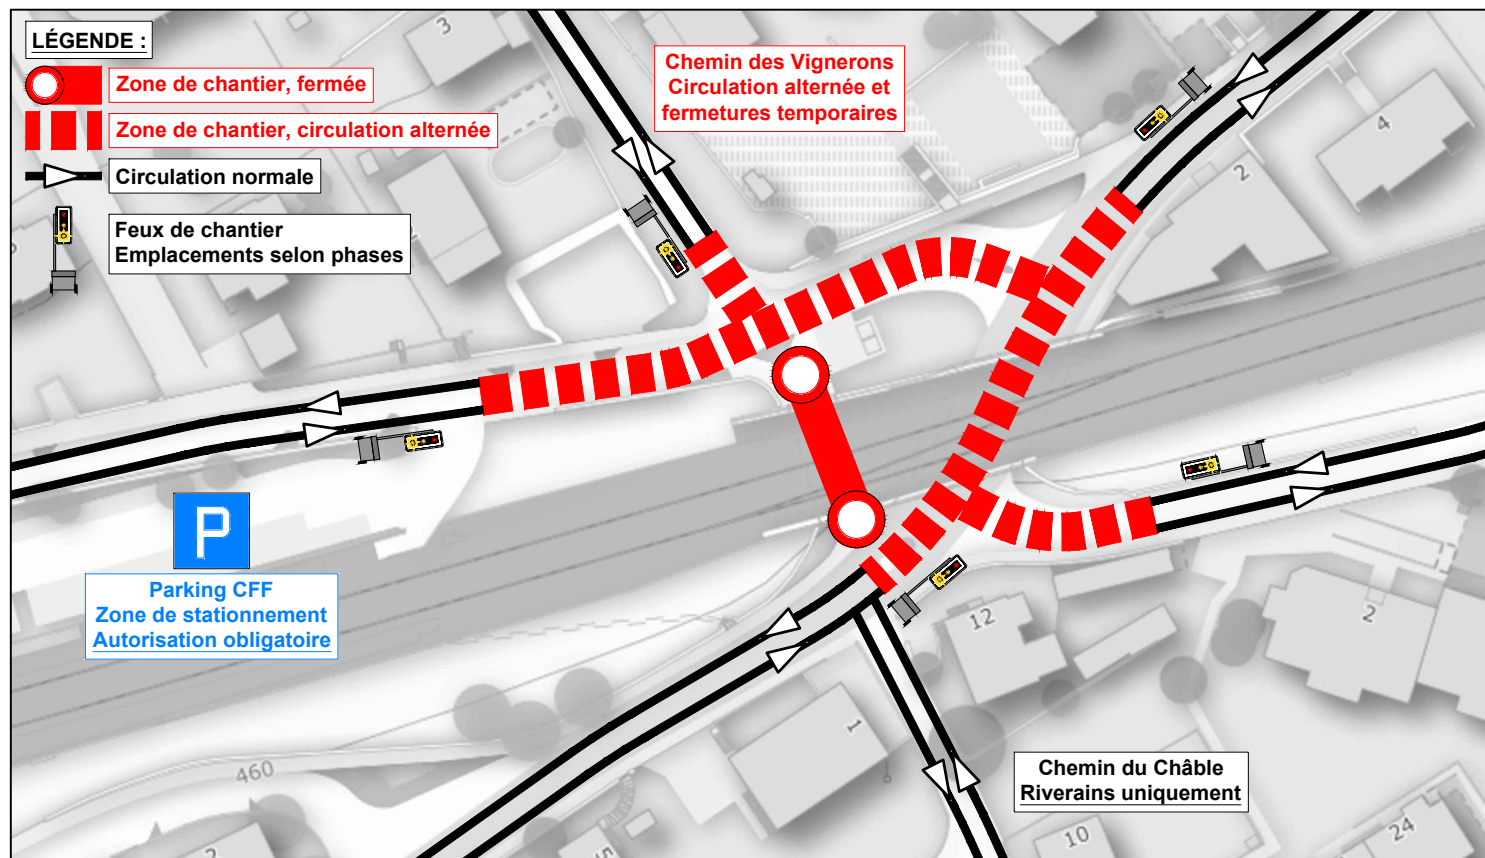 LÉGENDE :
Zone de chantier, fermée
Zone de chantier, circulation alternée
Circulation normale
Feux de chantier
Emplacements selon phases
Chemin des Vignerons
Circulation alternée et
fermetures temporaires
3
4
2
P
Parking CFF
Zone de stationnement
Autorisation obligatoire
12
2
1
460
Chemin du Châble
Riverains uniquement
10
24